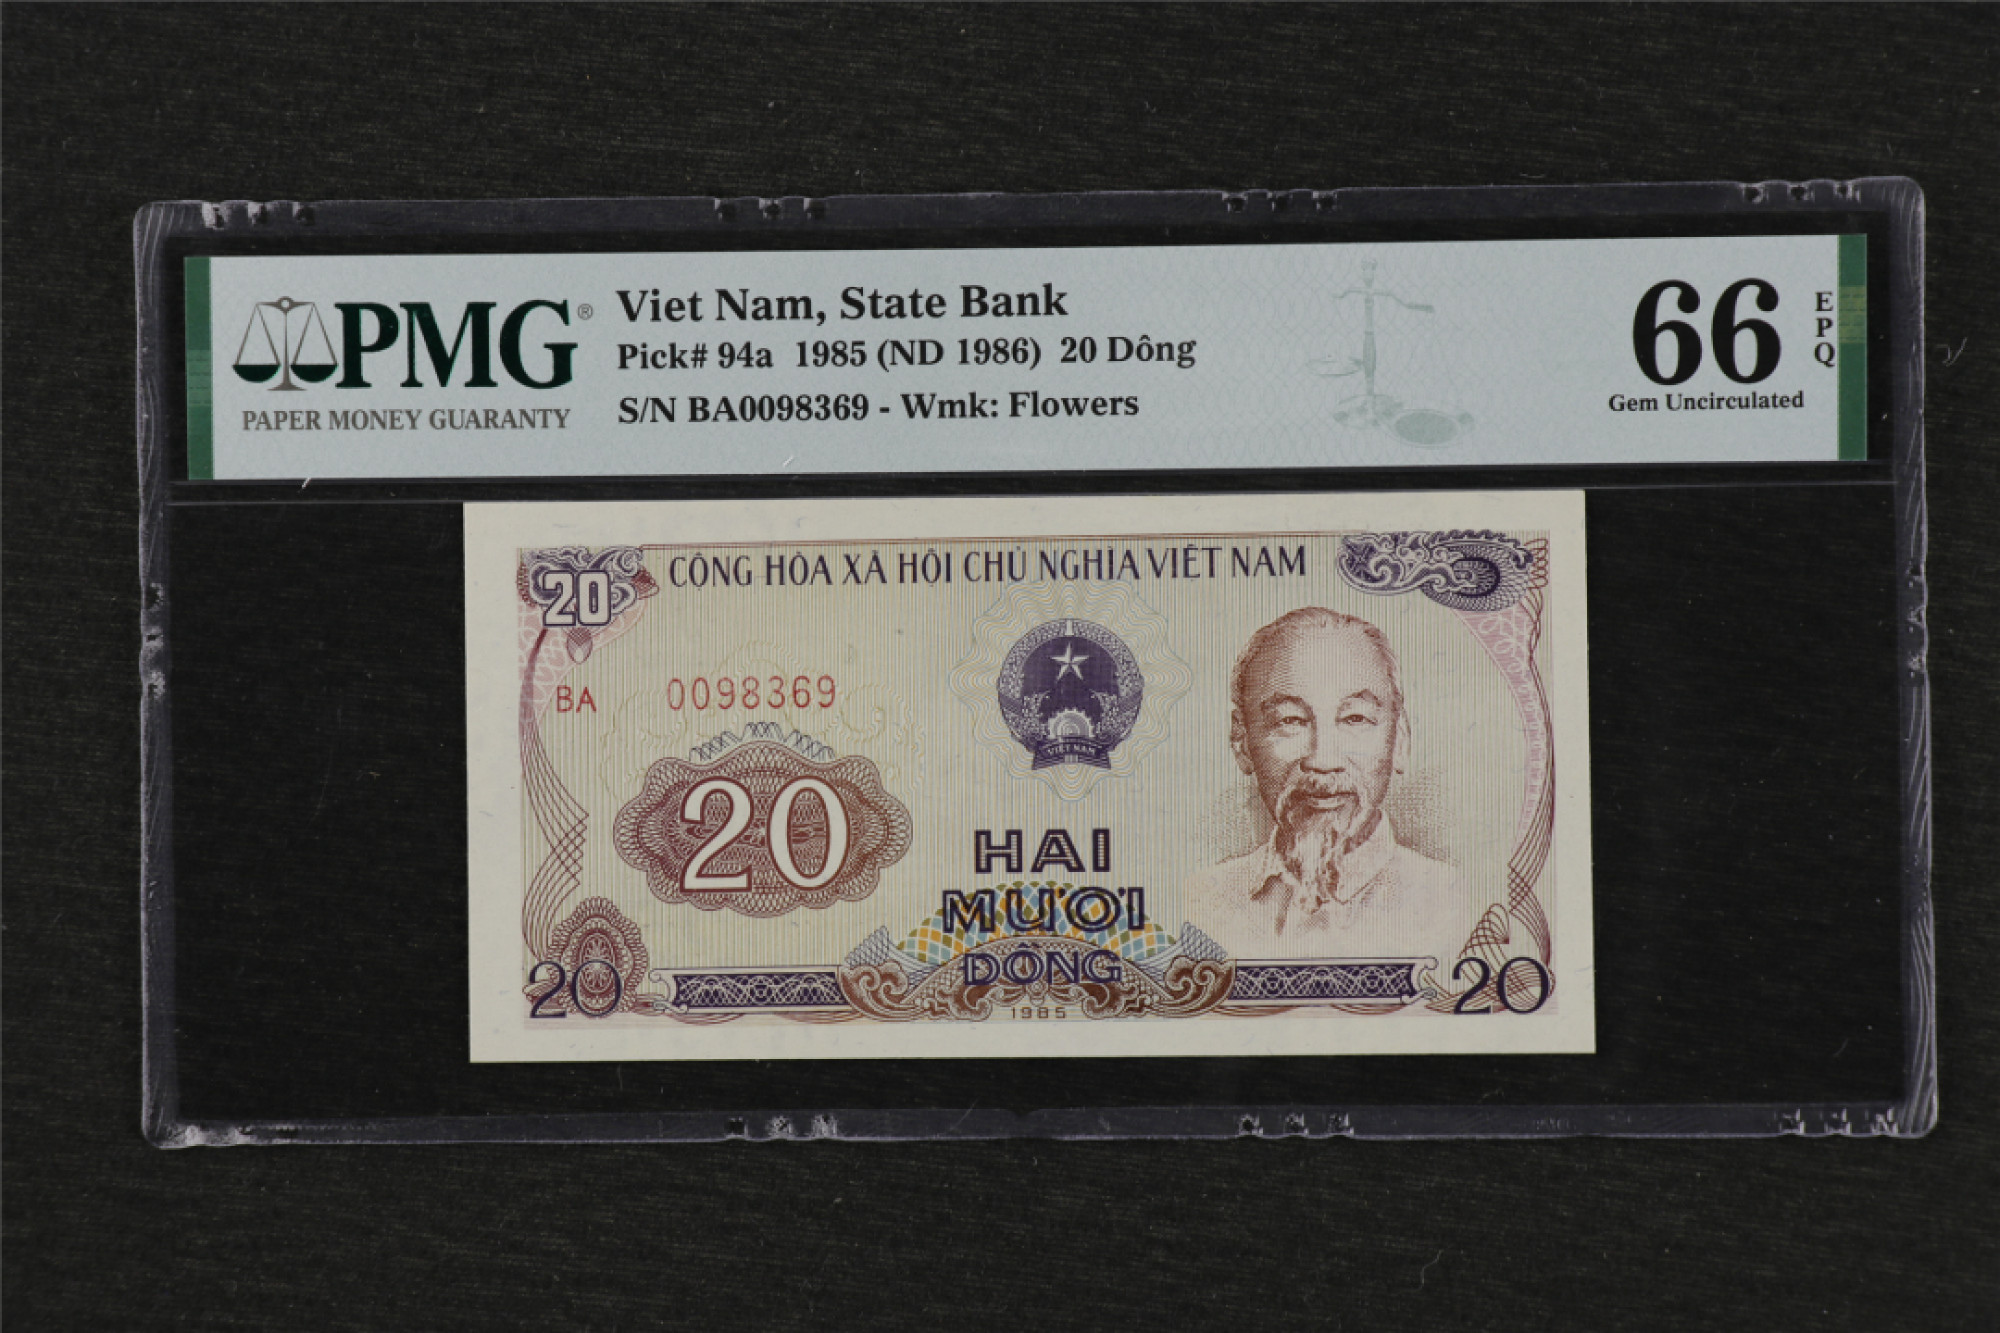 PMG®
PAPER MONEY GUARANTY
Viet Nam, State Bank
Pick# 94a 1985 (ND 1986) 20 Dông
S/N BA0098369 - Wmk: Flowers
66
EPQ
Gem Uncirculated
20
CỘNG HÒA XÃ HỘI CHỦ NGHĨA VIỆT NAM
BA 0098369
VIỆT NAM
20
HAI
MƯƠI
ĐỒNG
20
1985
20